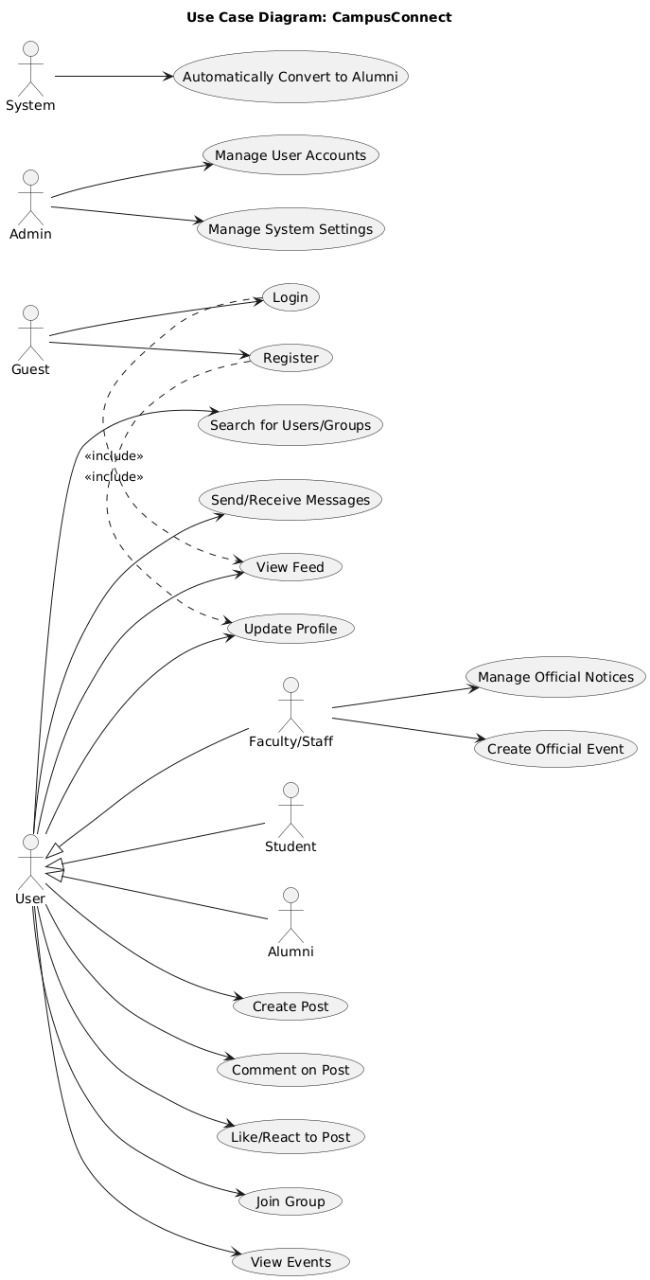 Use Case Diagram: CampusConnect
System
Automatically Convert to Alumni
Manage User Accounts
Admin
Manage System Settings
Login
Guest
Register
Search for Users/Groups
«include»
«include»
Send/Receive Messages
View Feed
Update Profile
Manage Official Notices
Faculty/Staff
Create Official Event
Student
User
Alumni
Create Post
Comment on Post
Like/React to Post
Join Group
View Events